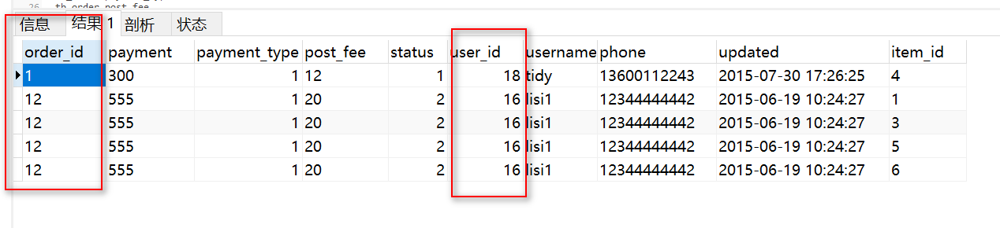 26 th_order.post_fee
信息 结果 1 剖析 状态
order_id payment payment_type post_fee status user_id username phone updated item_id
1 300 1 12 1 18 tidy 13600112243 2015-07-30 17:26:25 4
12 555 1 20 2 16 lisi1 12344444442 2015-06-19 10:24:27 1
12 555 1 20 2 16 lisi1 12344444442 2015-06-19 10:24:27 3
12 555 1 20 2 16 lisi1 12344444442 2015-06-19 10:24:27 5
12 555 1 20 2 16 lisi1 12344444442 2015-06-19 10:24:27 6